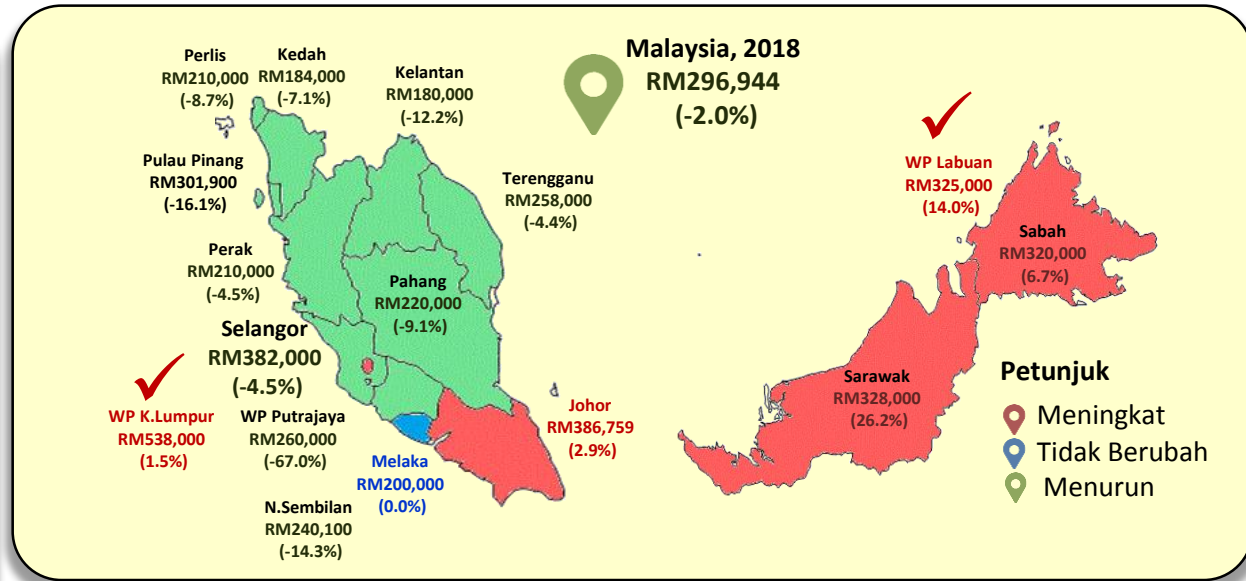 Malaysia, 2018
RM296,944
(-2.0%)
Perlis
RM210,000
(-8.7%)
Kedah
RM184,000
(-7.1%)
Kelantan
RM180,000
(-12.2%)
Pulau Pinang
RM301,900
(-16.1%)
Terengganu
RM258,000
(-4.4%)
Perak
RM210,000
(-4.5%)
Pahang
RM220,000
(-9.1%)
Selangor
RM382,000
(-4.5%)
WP K.Lumpur
RM538,000
(1.5%)
WP Putrajaya
RM260,000
(-67.0%)
Melaka
RM200,000
(0.0%)
Johor
RM386,759
(2.9%)
N.Sembilan
RM240,100
(-14.3%)
WP Labuan
RM325,000
(14.0%)
Sabah
RM320,000
(6.7%)
Sarawak
RM328,000
(26.2%)
Petunjuk
Meningkat
Tidak Berubah
Menurun